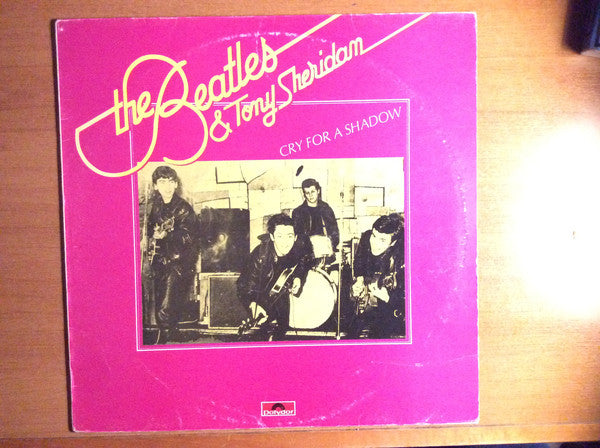 the Beatles
& Tony Sheridan
CRY FOR A SHADOW
Polydor